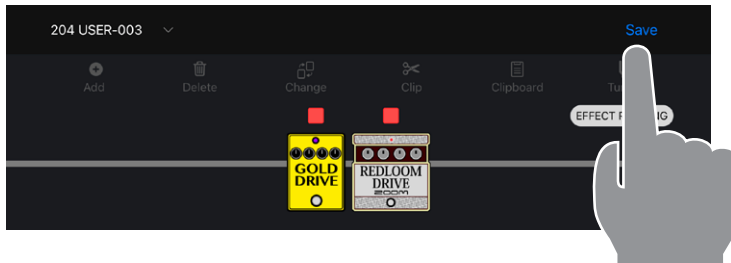 204 USER-003
Save
Add
Delete
Change
Clip
Clipboard
GOLD
DRIVE
REDLOOM
DRIVE
ZOOM